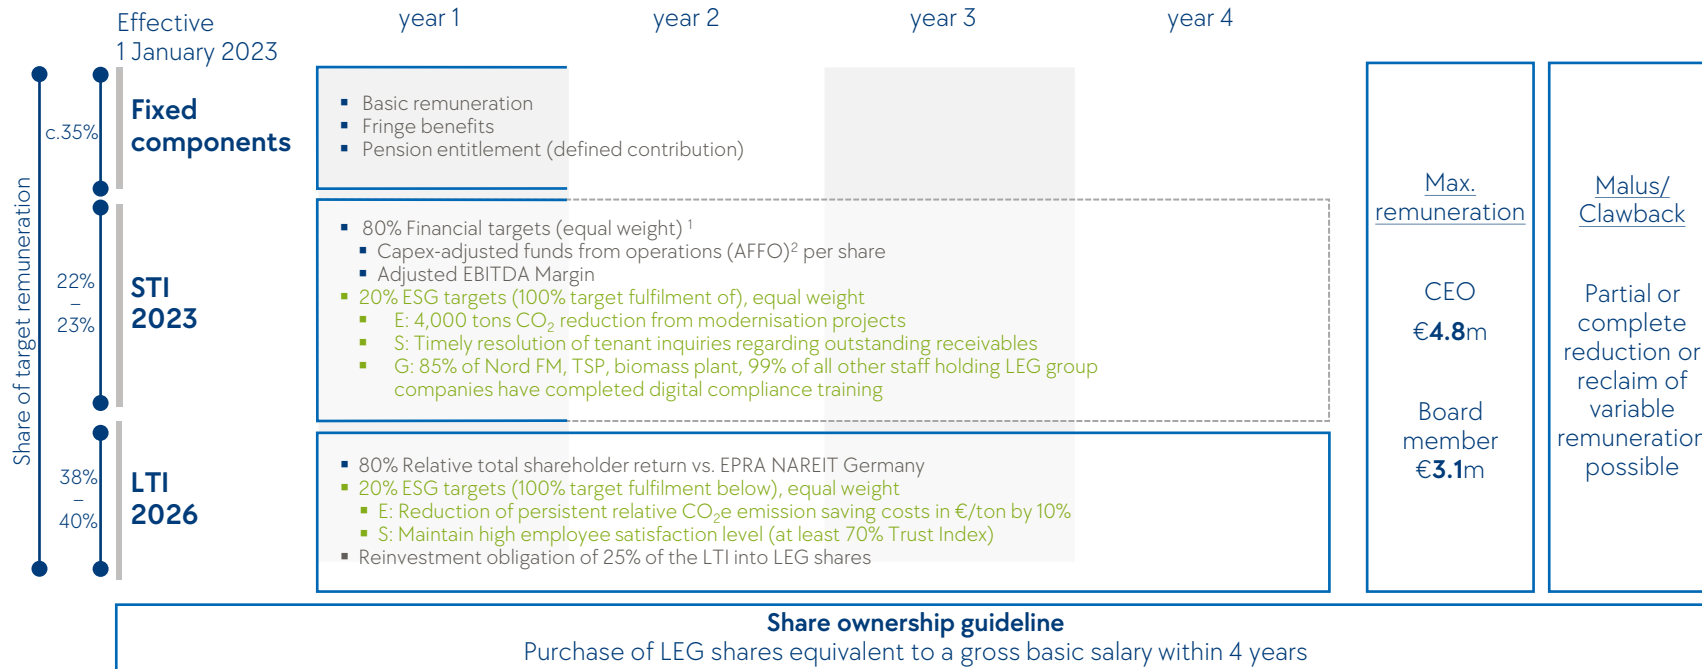 Effective
1 January 2023
year 1
year 2
year 3
year 4
Share of target remuneration
c.35%
Fixed
components
▪ Basic remuneration
▪ Fringe benefits
▪ Pension entitlement (defined contribution)
22%
–
23%
STI
2023
▪ 80% Financial targets (equal weight) ¹
▪ Capex-adjusted funds from operations (AFFO)² per share
▪ Adjusted EBITDA Margin
▪ 20% ESG targets (100% target fulfilment of), equal weight
▪ E: 4,000 tons CO₂ reduction from modernisation projects
▪ S: Timely resolution of tenant inquiries regarding outstanding receivables
▪ G: 85% of Nord FM, TSP, biomass plant, 99% of all other staff holding LEG group
companies have completed digital compliance training
38%
–
40%
LTI
2026
▪ 80% Relative total shareholder return vs. EPRA NAREIT Germany
▪ 20% ESG targets (100% target fulfilment below), equal weight
▪ E: Reduction of persistent relative CO₂e emission saving costs in €/ton by 10%
▪ S: Maintain high employee satisfaction level (at least 70% Trust Index)
▪ Reinvestment obligation of 25% of the LTI into LEG shares
Max.
remuneration
CEO
€4.8m
Board
member
€3.1m
Malus/
Clawback
Partial or
complete
reduction or
reclaim of
variable
remuneration
possible
Share ownership guideline
Purchase of LEG shares equivalent to a gross basic salary within 4 years